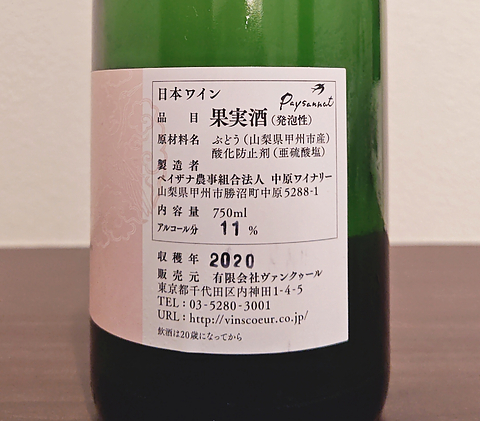 日本ワイン
Paysannat
品目 果実酒(発泡性)
原材料名 ぶどう(山梨県甲州市産)
酸化防止剤(亜硫酸塩)
製造者
ペイザナ農事組合法人 中原ワイナリー
山梨県甲州市勝沼町中原5288-1
内容量 750ml
アルコール分 11 %
収穫年 2020
販売元 有限会社ヴァンクゥール
東京都千代田区内神田1-4-5
TEL:03-5280-3001
URL:http://vinscoeur.co.jp/
飲酒は20歳になってから